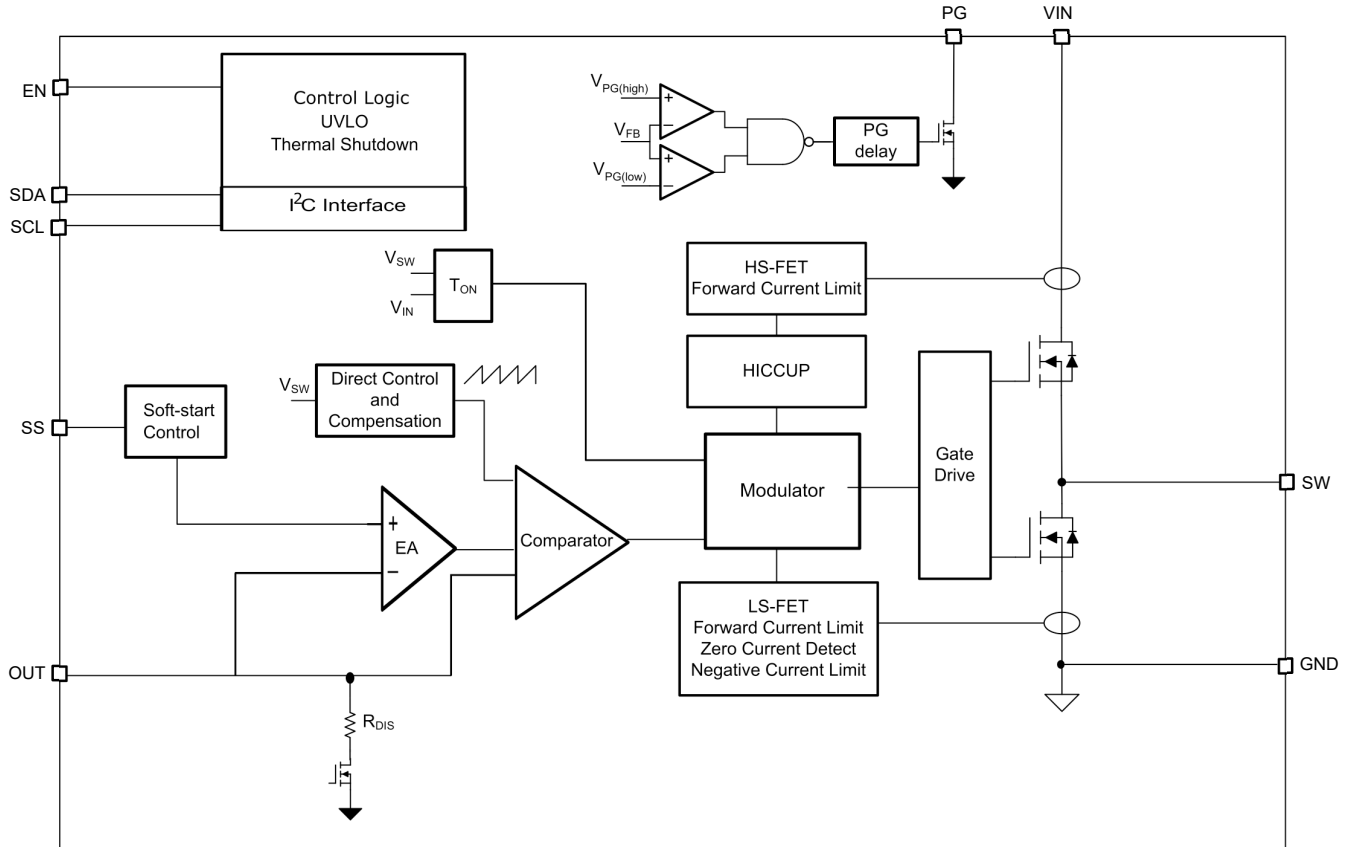 PG
VIN
EN
Control Logic
UVLO
Thermal Shutdown
SDA
I²C Interface
SCL
V_PG(high)
+
−
V_FB
+
−
V_PG(low)
PG
delay
V_SW
V_IN
T_ON
HS-FET
Forward Current Limit
HICCUP
V_SW
Direct Control
and
Compensation
SS
Soft-start
Control
+
−
EA
Comparator
Modulator
Gate
Drive
SW
LS-FET
Forward Current Limit
Zero Current Detect
Negative Current Limit
GND
OUT
R_DIS